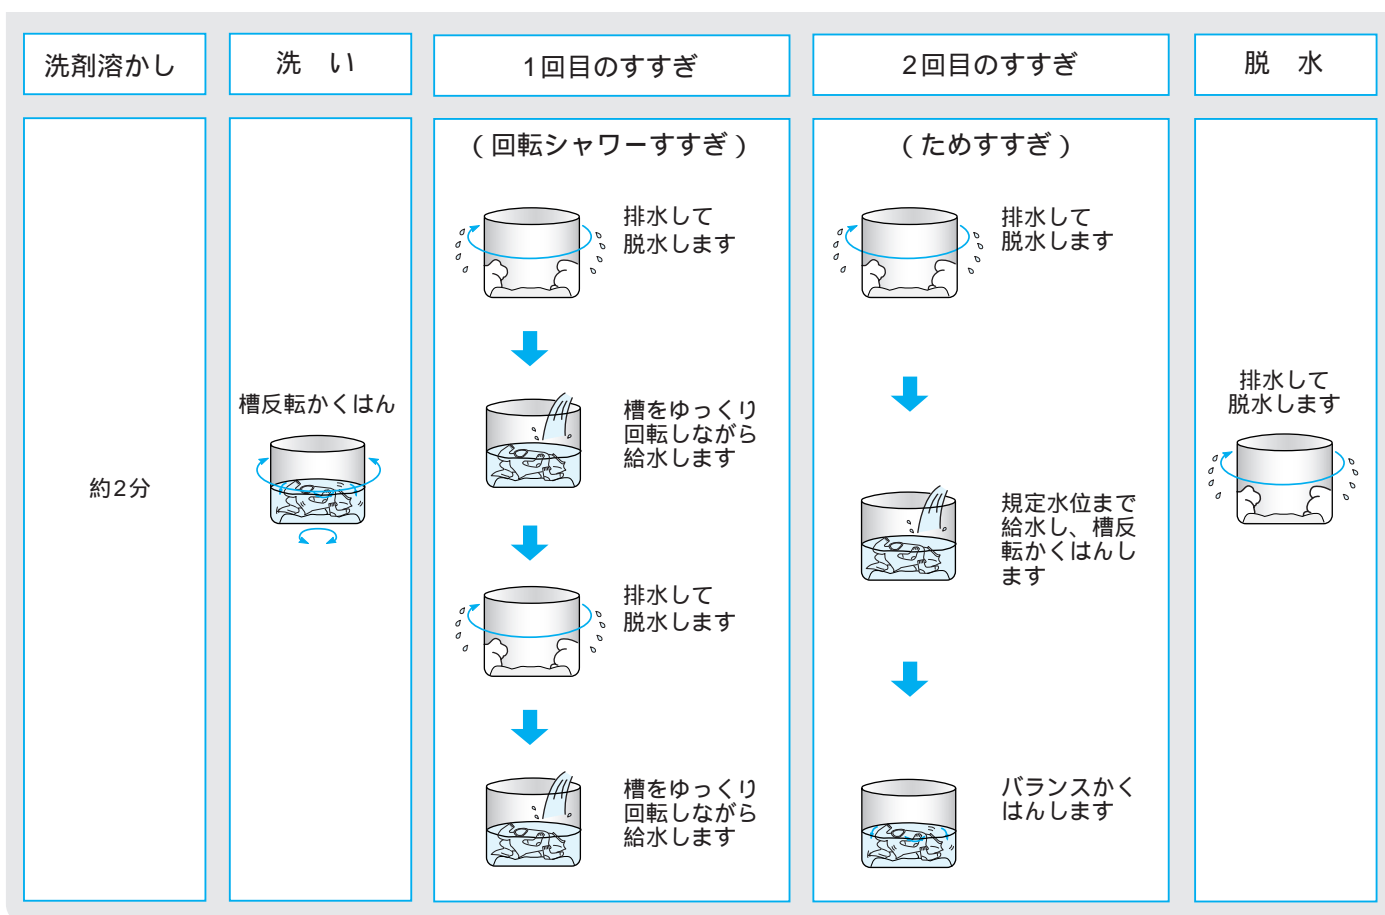 洗剤溶かし
洗 い
1回目のすすぎ
2回目のすすぎ
脱 水
約2分
槽反転かくはん
(回転シャワーすすぎ)
排水して
脱水します
槽をゆっくり
回転しながら
給水します
排水して
脱水します
槽をゆっくり
回転しながら
給水します
(ためすすぎ)
排水して
脱水します
規定水位まで
給水し、槽反
転かくはんし
ます
バランスかく
はんします
排水して
脱水します